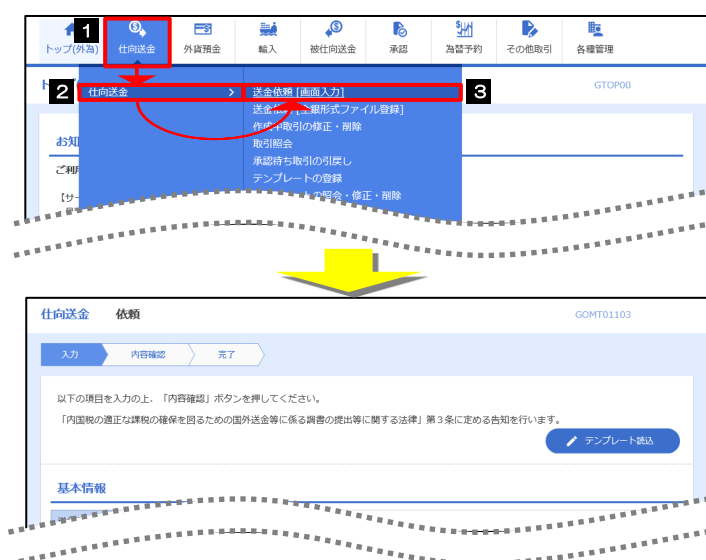 1
トップ(外為) 仕向送金 外貨預金 輸入 被仕向送金 承認 為替予約 その他取引 各種管理
GTOP00
2 仕向送金 > 送金依頼 [画面入力] 3
送金依頼 [全銀形式ファイル登録]
作成中取引の修正・削除
お知
取引照会
承認待ち取引の引戻し
ご利用
テンプレートの登録
の照会・修正・削除
【サー
仕向送金 依頼 GOMT01103
入力 内容確認 完了
以下の項目を入力の上、「内容確認」ボタンを押してください。
「内国税の適正な課税の確保を図るための国外送金等に係る調書の提出等に関する法律」第3条に定める告知を行います。
テンプレート読込
基本情報